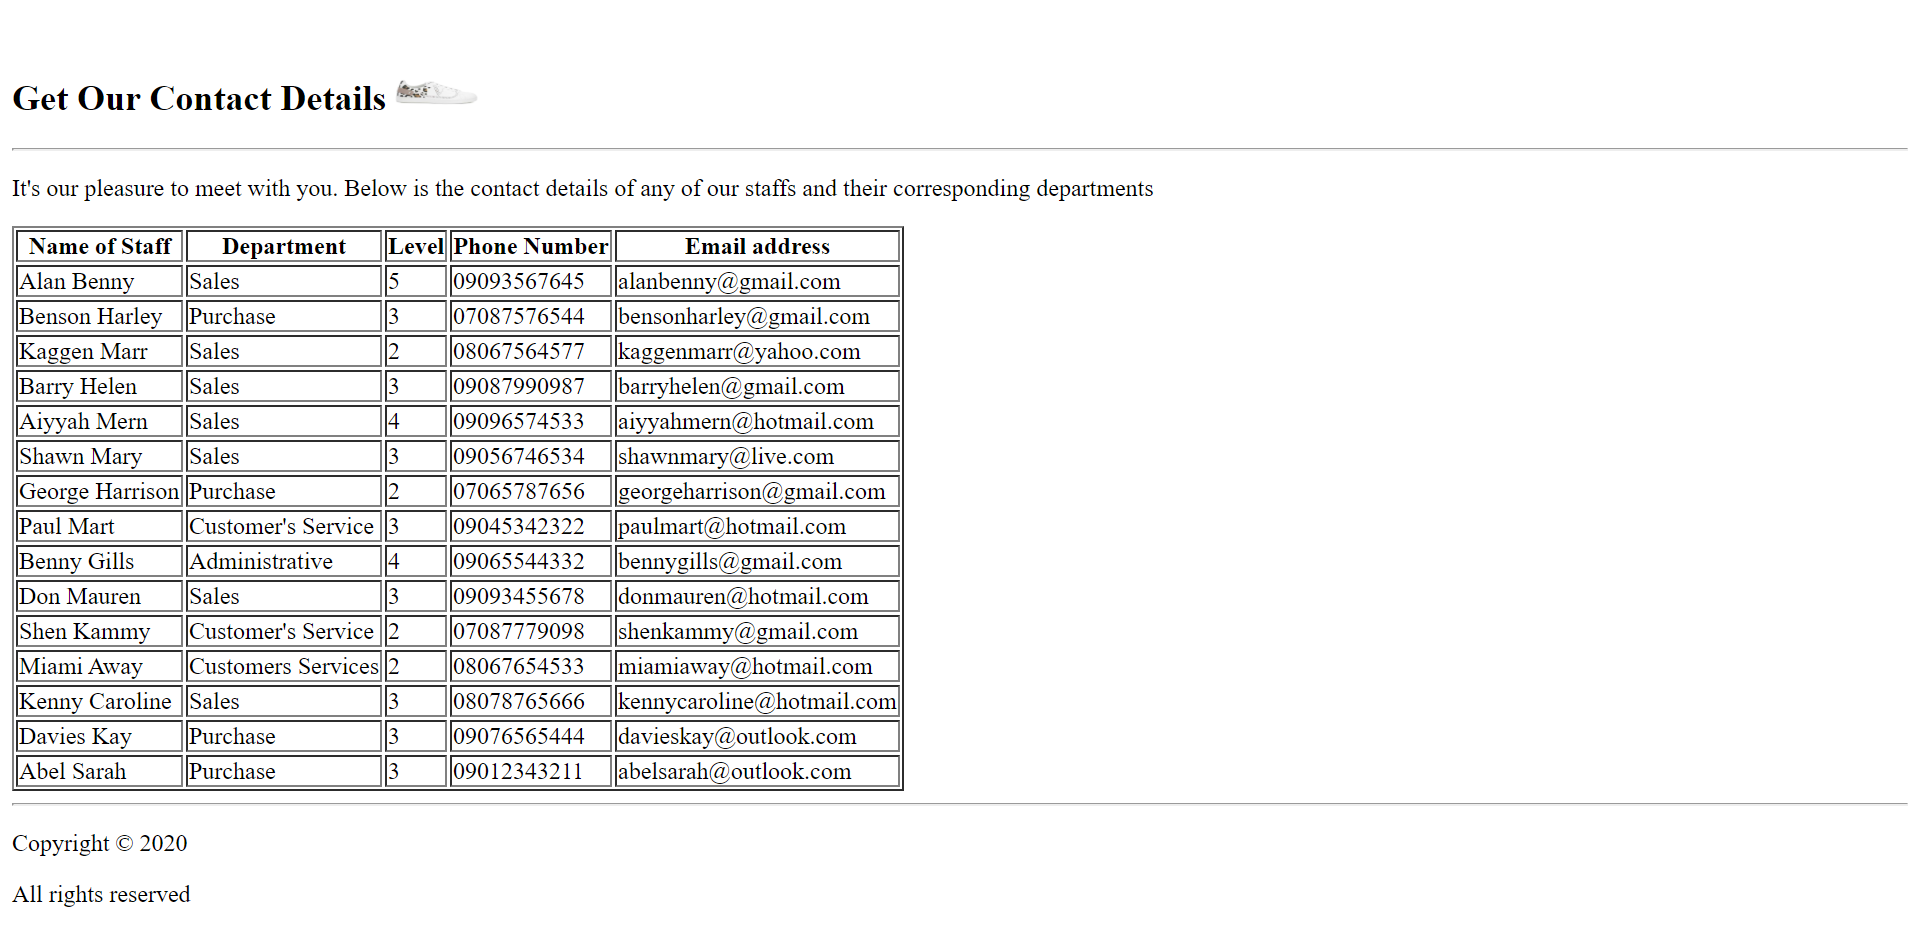 Get Our Contact Details
It's our pleasure to meet with you. Below is the contact details of any of our staffs and their corresponding departments
Name of Staff Department Level Phone Number Email address
Alan Benny Sales 5 09093567645 alanbenny@gmail.com
Benson Harley Purchase 3 07087576544 bensonharley@gmail.com
Kaggen Marr Sales 2 08067564577 kaggenmarr@yahoo.com
Barry Helen Sales 3 09087990987 barryhelen@gmail.com
Aiyyah Mern Sales 4 09096574533 aiyyahmern@hotmail.com
Shawn Mary Sales 3 09056746534 shawnmary@live.com
George Harrison Purchase 2 07065787656 georgeharrison@gmail.com
Paul Mart Customer's Service 3 09045342322 paulmart@hotmail.com
Benny Gills Administrative 4 09065544332 bennygills@gmail.com
Don Mauren Sales 3 09093455678 donmauren@hotmail.com
Shen Kammy Customer's Service 2 07087779098 shenkammy@gmail.com
Miami Away Customers Services 2 08067654533 miamiaway@hotmail.com
Kenny Caroline Sales 3 08078765666 kennycaroline@hotmail.com
Davies Kay Purchase 3 09076565444 davieskay@outlook.com
Abel Sarah Purchase 3 09012343211 abelsarah@outlook.com
Copyright © 2020
All rights reserved